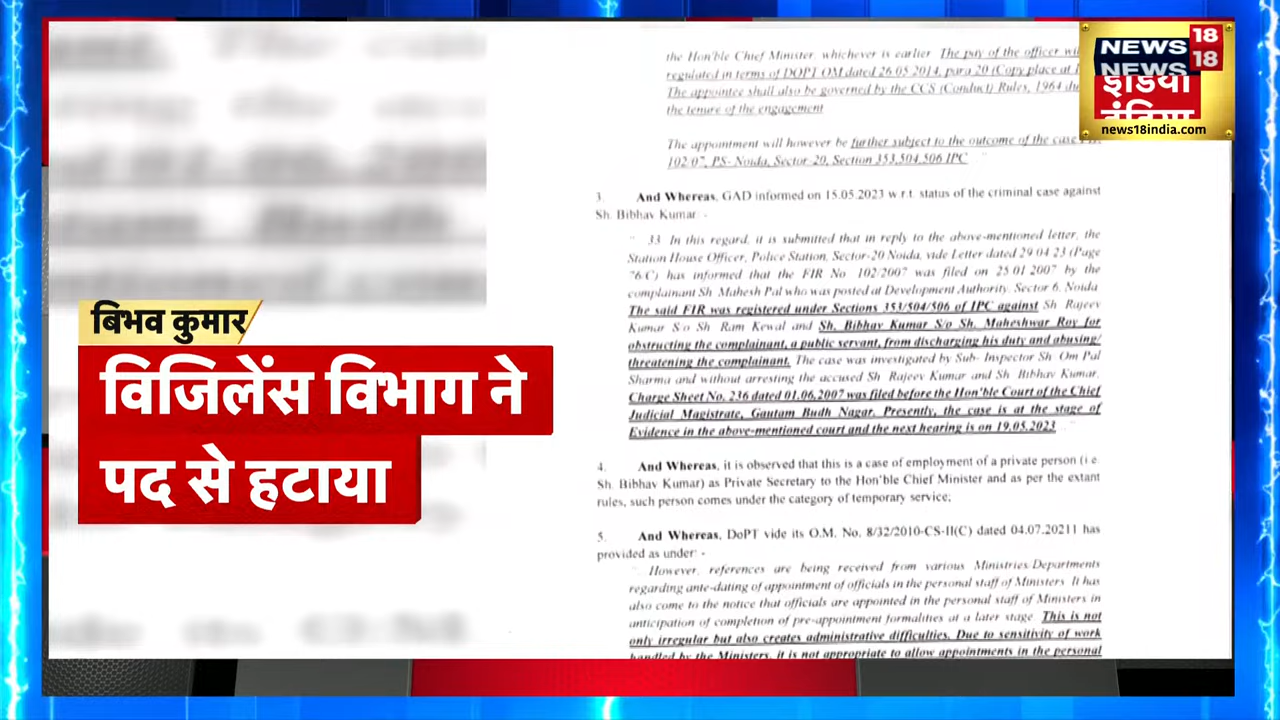 the Hon'ble Chief Minister, whichever is earlier. The pay of the officer
regulated in terms of DOPT OM dated 26.05.2014, para 20 (Copy place at
The appointee shall also be governed by the CCS (Conduct) Rules, 1964
the tenure of the engagement
The appointment will however be further subject to the outcome of the case
102/07, PS- Noida, Sector-20, Section 353,504,506 IPC
3. And Whereas, GAD informed on 15.05.2023 w.r.t. status of the criminal case against
Sh. Bibhav Kumar: -
" 33 In this regard, it is submitted that in reply to the above-mentioned letter, the
Station House Officer, Police Station, Sector-20 Noida, vide Letter dated 29.04.23 (Page
76/C) has informed that the FIR No. 102/2007 was filed on 25.01.2007 by the
complainant Sh. Mahesh Pal who was posted at Development Authority, Sector 6, Noida.
The said FIR was registered under Sections 353/504/506 of IPC against Sh. Rajeev
Kumar S/o Sh Ram Kewal and Sh. Bibhav Kumar S/o Sh. Maheshwar Roy for
obstructing the complainant, a public servant, from discharging his duty and abusing/
threatening the complainant. The case was investigated by Sub- Inspector Sh. Om Pal
Sharma and without arresting the accused Sh. Rajeev Kumar and Sh. Bibhav Kumar,
Charge Sheet No. 236 dated 01.06.2007 was filed before the Hon'ble Court of the Chief
Judicial Magistrate, Gautam Budh Nagar. Presently, the case is at the stage of
Evidence in the above-mentioned court and the next hearing is on 19.05.2023. "
4. And Whereas, it is observed that this is a case of employment of a private person (i.e.
Sh. Bibhav Kumar) as Private Secretary to the Hon'ble Chief Minister and as per the extant
rules, such person comes under the category of temporary service;
5. And Whereas, DoPT vide its O.M. No. 8/32/2010-CS-II(C) dated 04.07.20211 has
provided as under: -
" However, references are being received from various Ministries/Departments
regarding ante-dating of appointment of officials in the personal staff of Ministers. It has
also come to the notice that officials are appointed in the personal staff of Ministers in
anticipation of completion of pre-appointment formalities at a later stage. This is not
only irregular but also creates administrative difficulties. Due to sensitivity of work
handled by the Ministers, it is not appropriate to allow appointments in the personal
बिभव कुमार
विजिलेंस विभाग ने
पद से हटाया
NEWS 18
NEWS 18
इंडिया
इंडिया
news18india.com